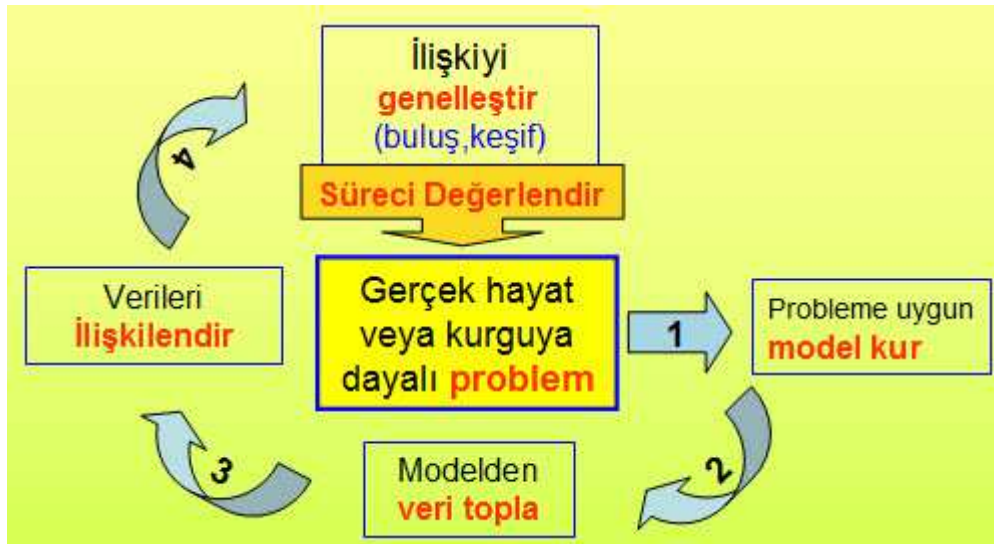 İlişkiyi
genelleştir
(buluş,keşif)
Süreci Değerlendir
4
Verileri
İlişkilendir
Gerçek hayat
veya kurguya
dayalı problem
1
Probleme uygun
model kur
3
Modelden
veri topla
2